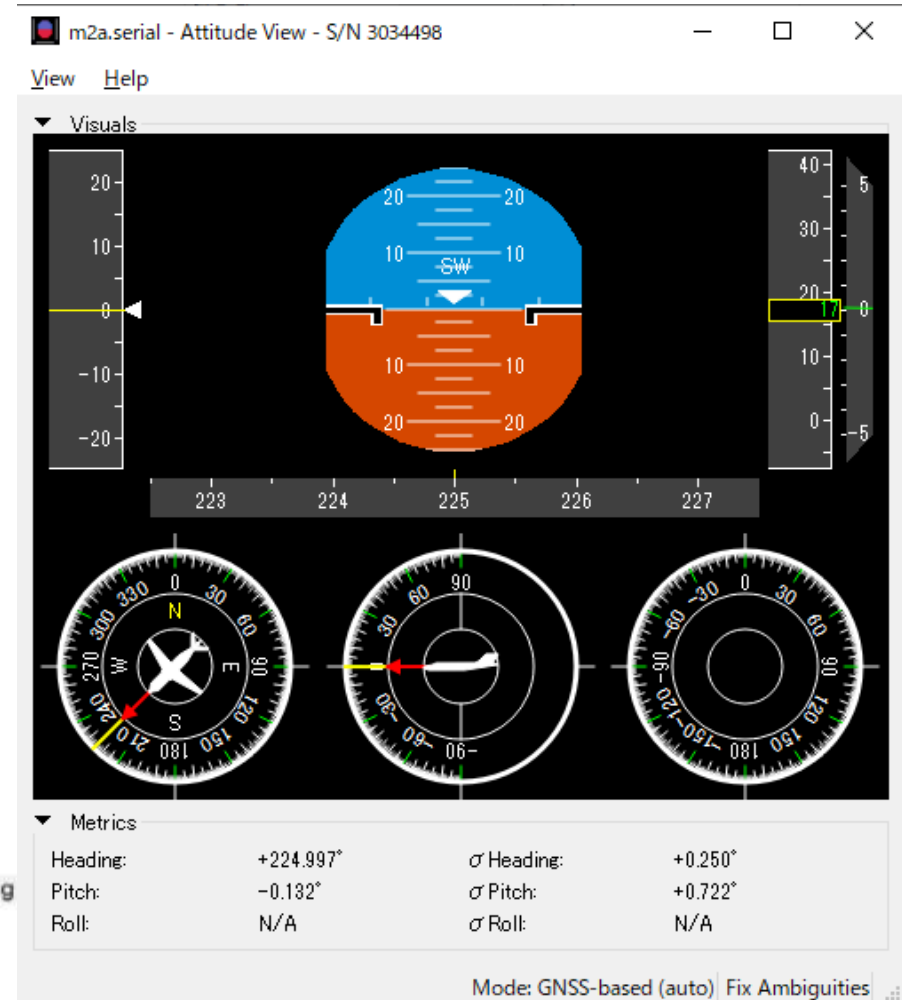 m2a.serial - Attitude View - S/N 3034498
View Help
Visuals
20
10
0
-10
-20
20 20
10 10
SW
10 10
20 20
40
30
20
17
10
0
5
0
-5
223 224 225 226 227
0 30 60 90 120 150 180 210 240 270 300 330
N E S W
90 60 30 0 -30 -60 -90
0 30 60 90 120 150 180 -150 -120 -90 -60 -30
Metrics
Heading: +224.997° σ Heading: +0.250°
Pitch: -0.132° σ Pitch: +0.722°
g
Roll: N/A σ Roll: N/A
Mode: GNSS-based (auto) Fix Ambiguities